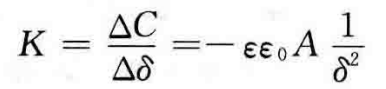 K = ΔC/Δδ = − εε₀A 1/δ²